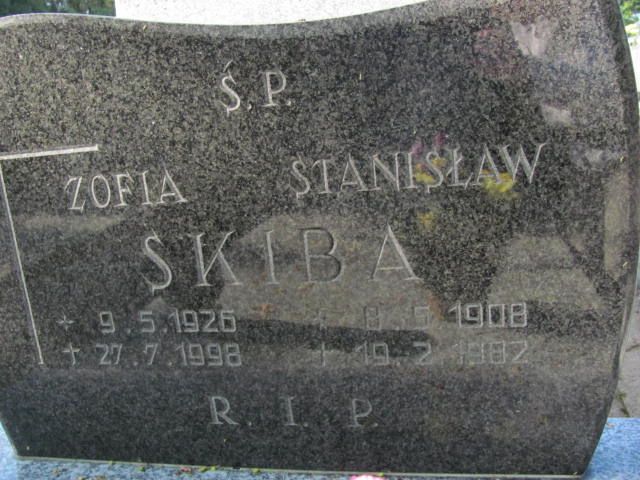 Ś.P.
ZOFIA STANISŁAW
SKIBA
* 9.5.1926 * 8.5.1908
+ 27.7.1998 + 19.2.1982
R.I.P.